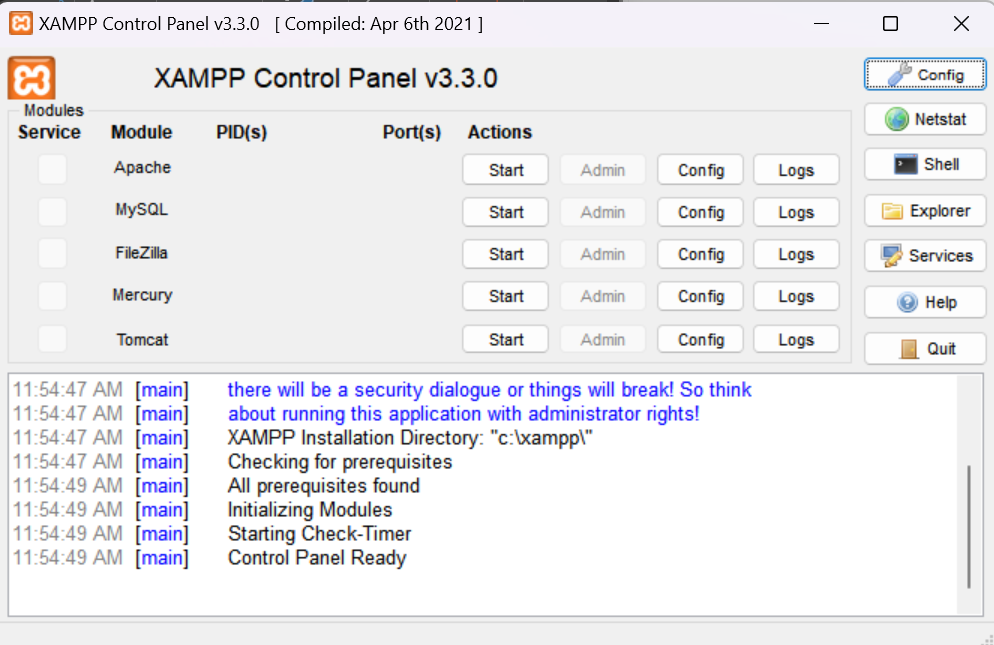 XAMPP Control Panel v3.3.0 [ Compiled: Apr 6th 2021 ]
XAMPP Control Panel v3.3.0
Config
Modules
Service Module PID(s) Port(s) Actions
Netstat
Apache Start Admin Config Logs
Shell
MySQL Start Admin Config Logs
Explorer
FileZilla Start Admin Config Logs
Services
Mercury Start Admin Config Logs
Help
Tomcat Start Admin Config Logs
Quit
11:54:47 AM [main] there will be a security dialogue or things will break! So think
11:54:47 AM [main] about running this application with administrator rights!
11:54:47 AM [main] XAMPP Installation Directory: "c:\xampp\"
11:54:47 AM [main] Checking for prerequisites
11:54:49 AM [main] All prerequisites found
11:54:49 AM [main] Initializing Modules
11:54:49 AM [main] Starting Check-Timer
11:54:49 AM [main] Control Panel Ready